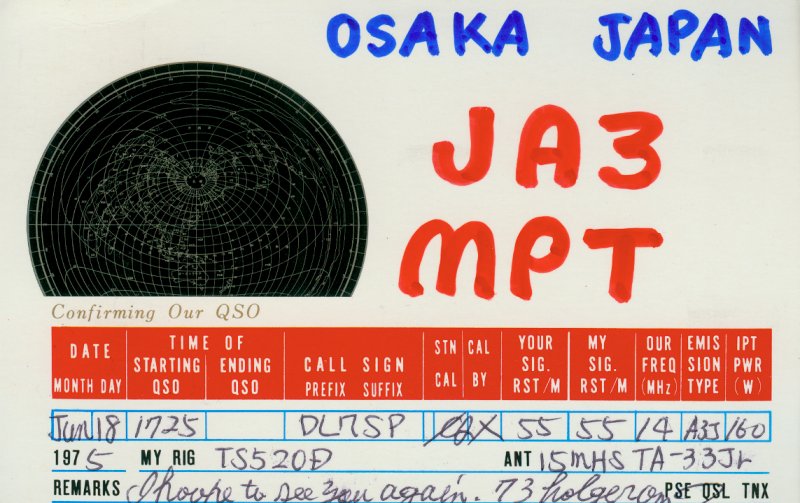 OSAKA JAPAN
JA3
MPT
Confirming Our QSO
DATE MONTH DAY TIME OF STARTING QSO ENDING QSO CALL SIGN PREFIX SUFFIX STN CAL CAL BY YOUR SIG. RST/M MY SIG. RST/M OUR FREQ (MHz) EMIS SION TYPE IPT PWR (W)
Jun 18 1725 DL7SP 55 55 14 A3J 160
1975 MY RIG TS520D ANT 15mHS TA-33Jr
REMARKS I hoope to see you again. 73 holger PSE QSL TNX